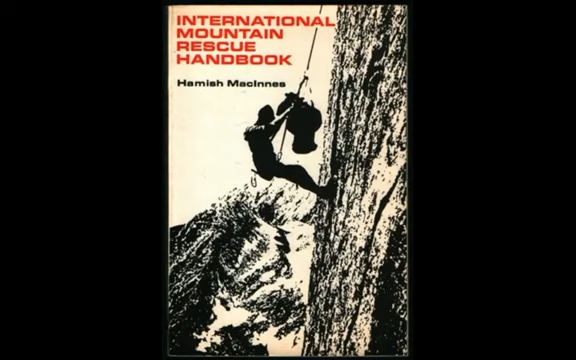 INTERNATIONAL
MOUNTAIN
RESCUE
HANDBOOK
Hamish MacInnes